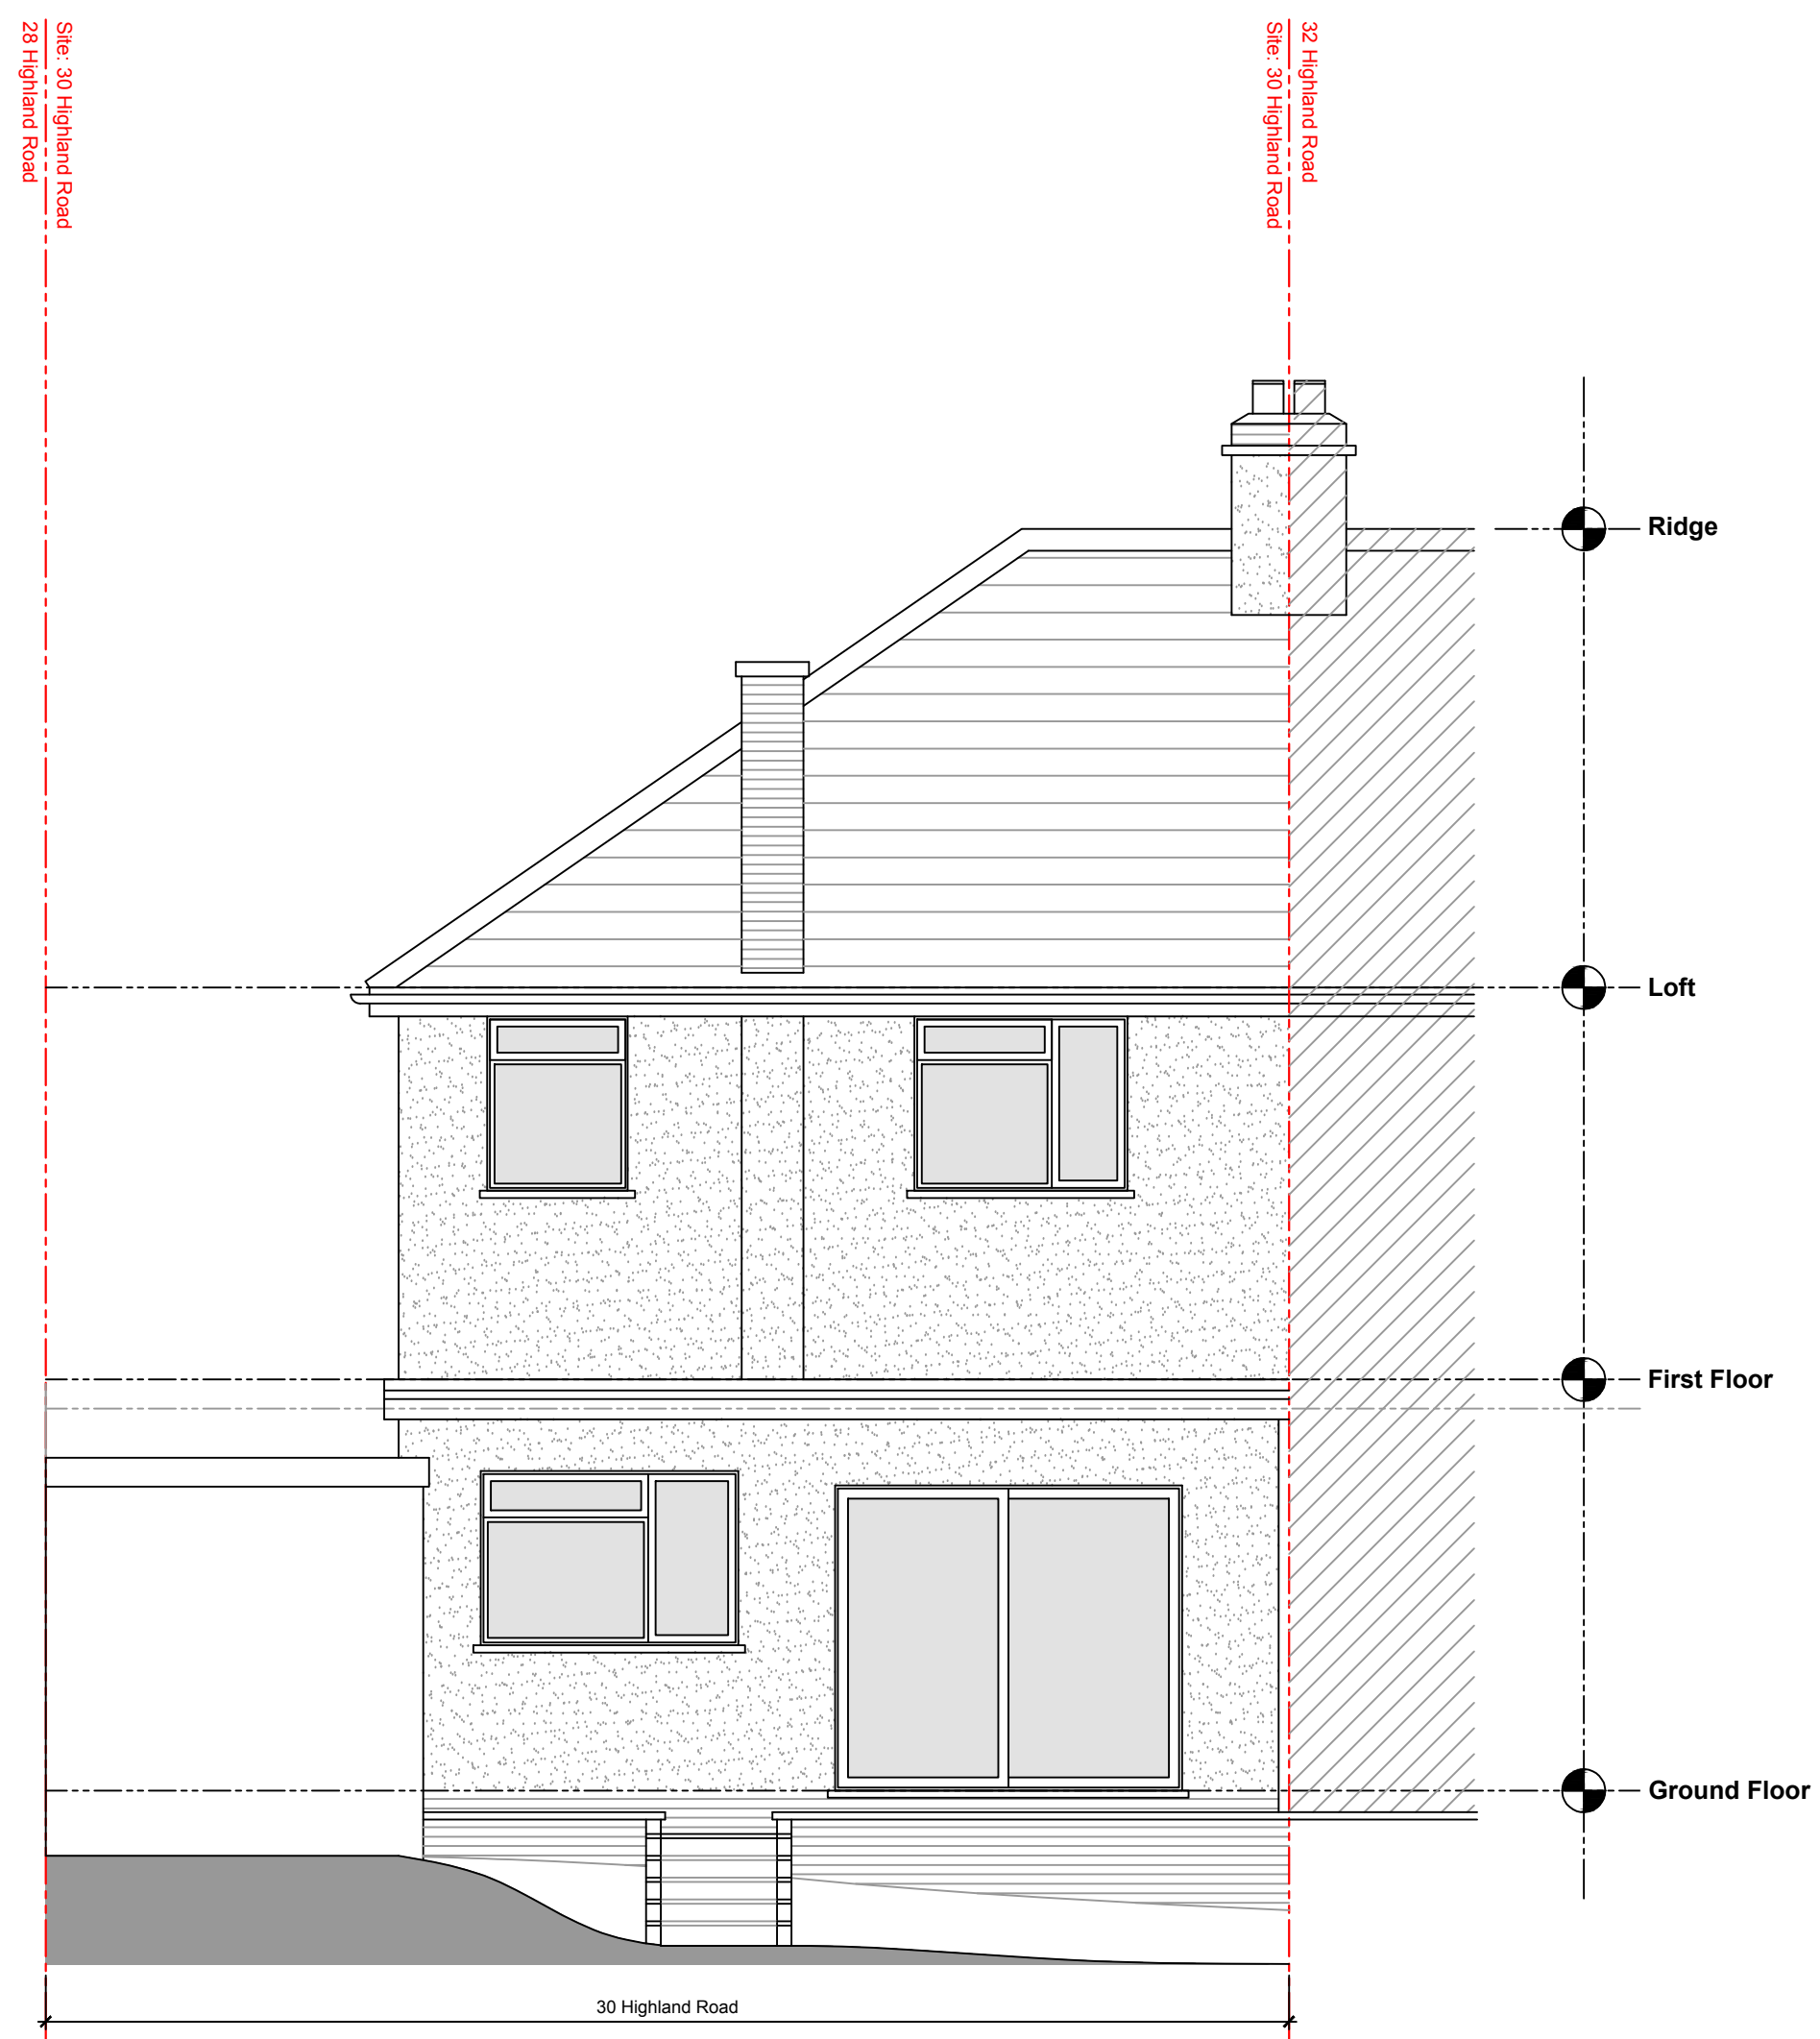 Site: 30 Highland Road
28 Highland Road
32 Highland Road
Site: 30 Highland Road
Ridge
Loft
First Floor
Ground Floor
30 Highland Road